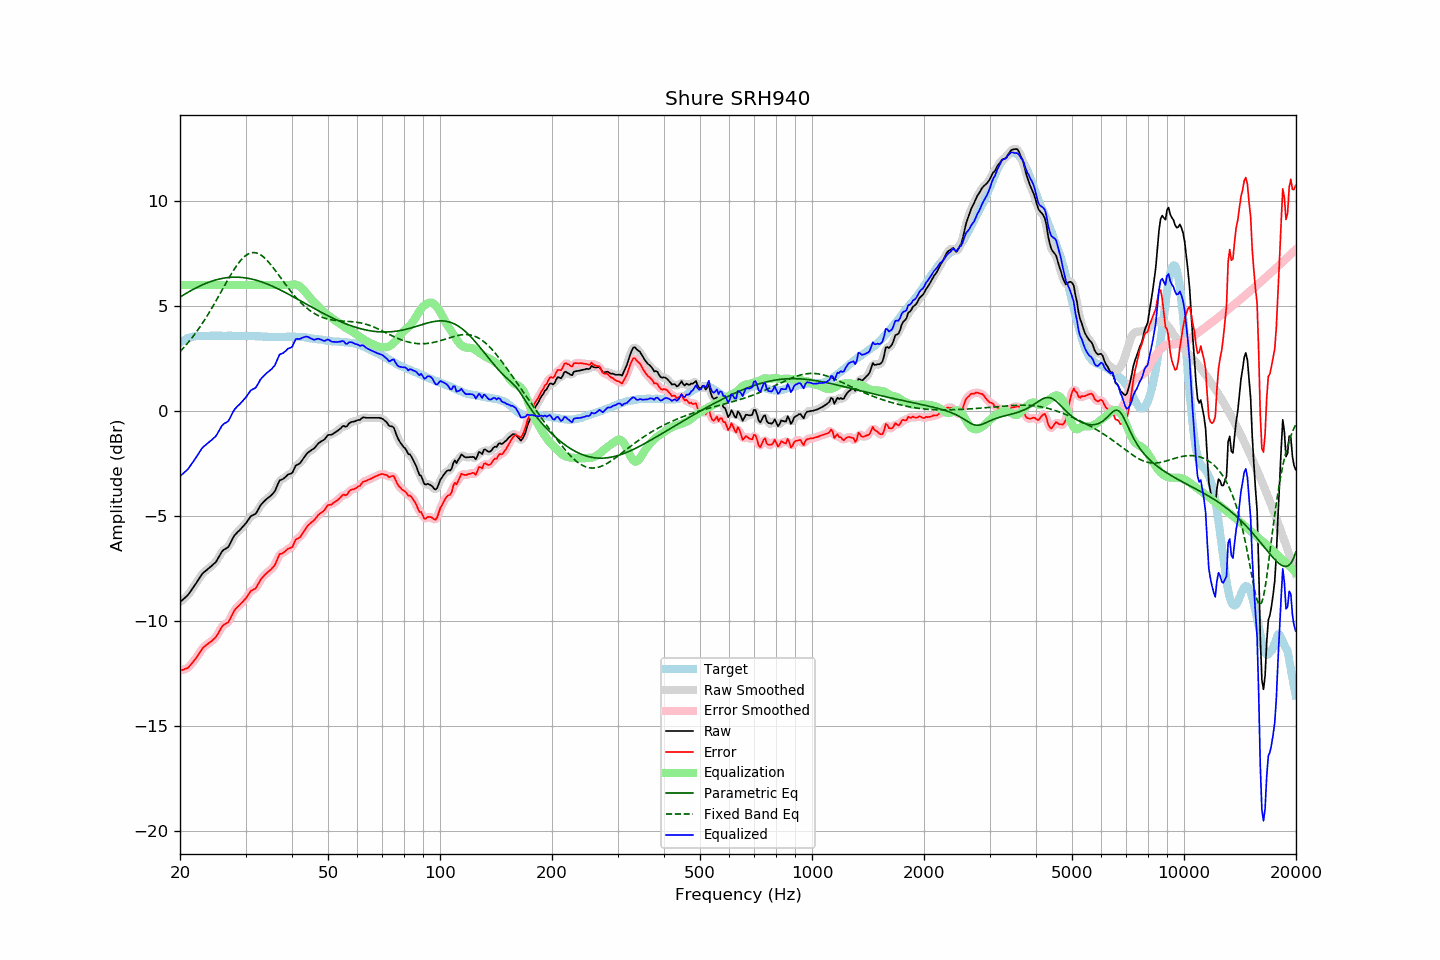 Shure SRH940
Amplitude (dBr)
10
5
0
−5
−10
−15
−20
Target
Raw Smoothed
Error Smoothed
Raw
Error
Equalization
Parametric Eq
Fixed Band Eq
Equalized
20 50 100 200 500 1000 2000 5000 10000 20000
Frequency (Hz)